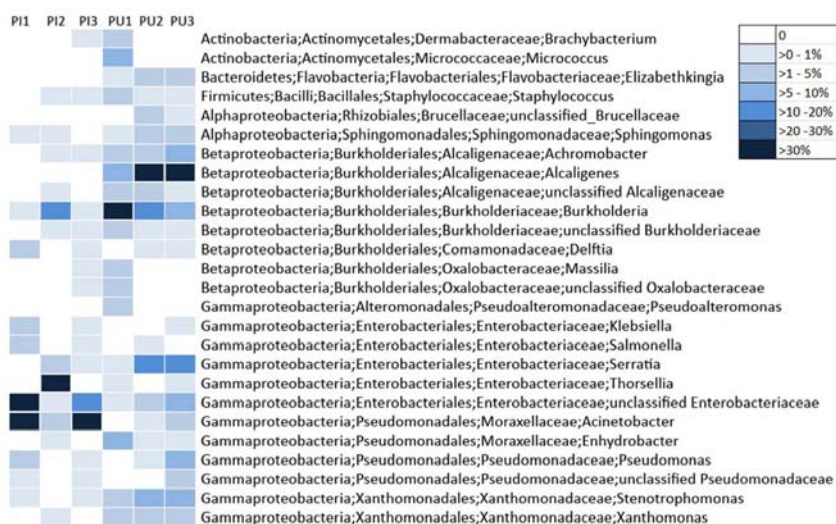 PI1 PI2 PI3 PU1 PU2 PU3
Actinobacteria;Actinomycetales;Dermabacteraceae;Brachybacterium
Actinobacteria;Actinomycetales;Micrococcaceae;Micrococcus
Bacteroidetes;Flavobacteria;Flavobacteriales;Flavobacteriaceae;Elizabethkingia
Firmicutes;Bacilli;Bacillales;Staphylococcaceae;Staphylococcus
Alphaproteobacteria;Rhizobiales;Brucellaceae;unclassified_Brucellaceae
Alphaproteobacteria;Sphingomonadales;Sphingomonadaceae;Sphingomonas
Betaproteobacteria;Burkholderiales;Alcaligenaceae;Achromobacter
Betaproteobacteria;Burkholderiales;Alcaligenaceae;Alcaligenes
Betaproteobacteria;Burkholderiales;Alcaligenaceae;unclassified Alcaligenaceae
Betaproteobacteria;Burkholderiales;Burkholderiaceae;Burkholderia
Betaproteobacteria;Burkholderiales;Burkholderiaceae;unclassified Burkholderiaceae
Betaproteobacteria;Burkholderiales;Comamonadaceae;Delftia
Betaproteobacteria;Burkholderiales;Oxalobacteraceae;Massilia
Betaproteobacteria;Burkholderiales;Oxalobacteraceae;unclassified Oxalobacteraceae
Gammaproteobacteria;Alteromonadales;Pseudoalteromonadaceae;Pseudoalteromonas
Gammaproteobacteria;Enterobacteriales;Enterobacteriaceae;Klebsiella
Gammaproteobacteria;Enterobacteriales;Enterobacteriaceae;Salmonella
Gammaproteobacteria;Enterobacteriales;Enterobacteriaceae;Serratia
Gammaproteobacteria;Enterobacteriales;Enterobacteriaceae;Thorsellia
Gammaproteobacteria;Enterobacteriales;Enterobacteriaceae;unclassified Enterobacteriaceae
Gammaproteobacteria;Pseudomonadales;Moraxellaceae;Acinetobacter
Gammaproteobacteria;Pseudomonadales;Moraxellaceae;Enhydrobacter
Gammaproteobacteria;Pseudomonadales;Pseudomonadaceae;Pseudomonas
Gammaproteobacteria;Pseudomonadales;Pseudomonadaceae;unclassified Pseudomonadaceae
Gammaproteobacteria;Xanthomonadales;Xanthomonadaceae;Stenotrophomonas
Gammaproteobacteria;Xanthomonadales;Xanthomonadaceae;Xanthomonas
0
>0 - 1%
>1 - 5%
>5 - 10%
>10 -20%
>20 -30%
>30%